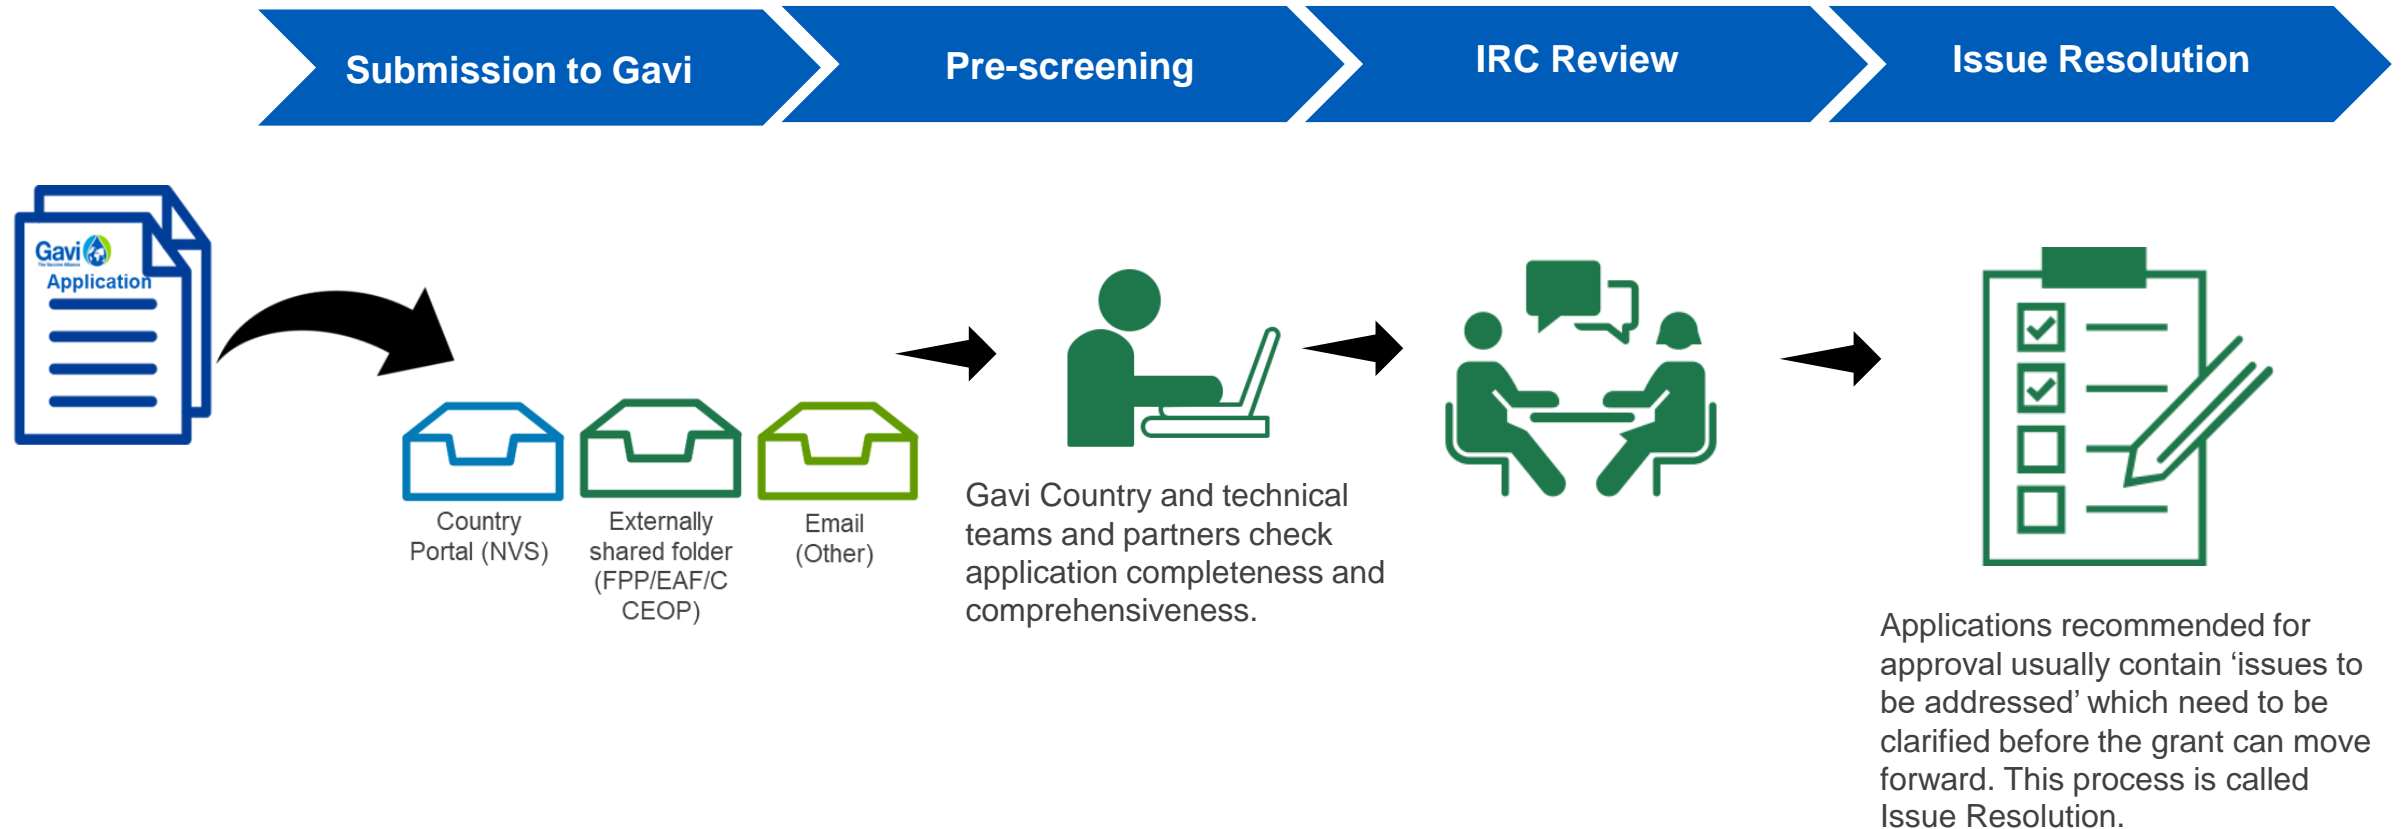 Submission to Gavi
Pre-screening
IRC Review
Issue Resolution
Gavi
The Vaccine Alliance
Application
Country
Portal (NVS)
Externally
shared folder
(FPP/EAF/C
CEOP)
Email
(Other)
Gavi Country and technical
teams and partners check
application completeness and
comprehensiveness.
Applications recommended for
approval usually contain ‘issues to
be addressed’ which need to be
clarified before the grant can move
forward. This process is called
Issue Resolution.